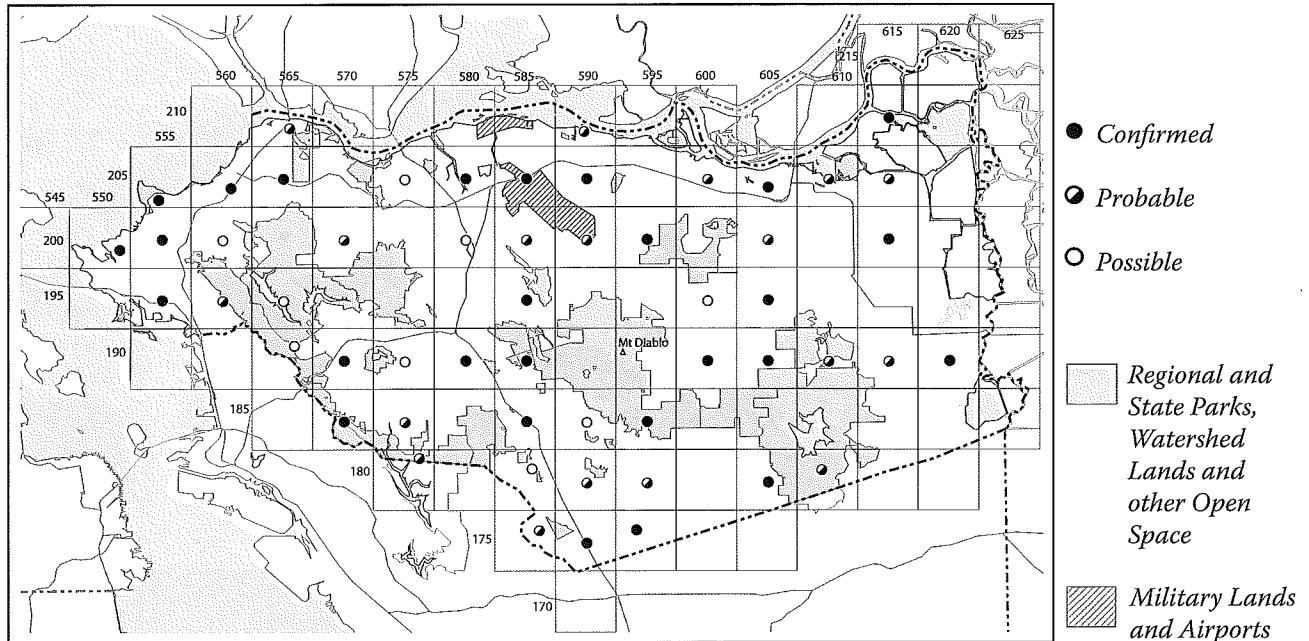 615
620
625
215
560
565
570
575
580
585
590
595
600
605
610
210
555
205
545
550
200
195
190
Mt Diablo
185
180
175
170
Confirmed
Probable
Possible
Regional and
State Parks,
Watershed
Lands and
other Open
Space
Military Lands
and Airports